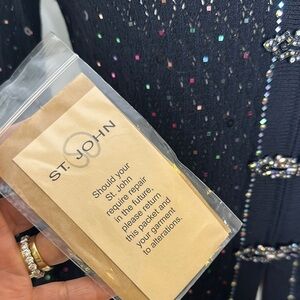 ST. JOHN
Should your
St. John
require repair
in the future,
please return
this packet and
your garment
to alterations.